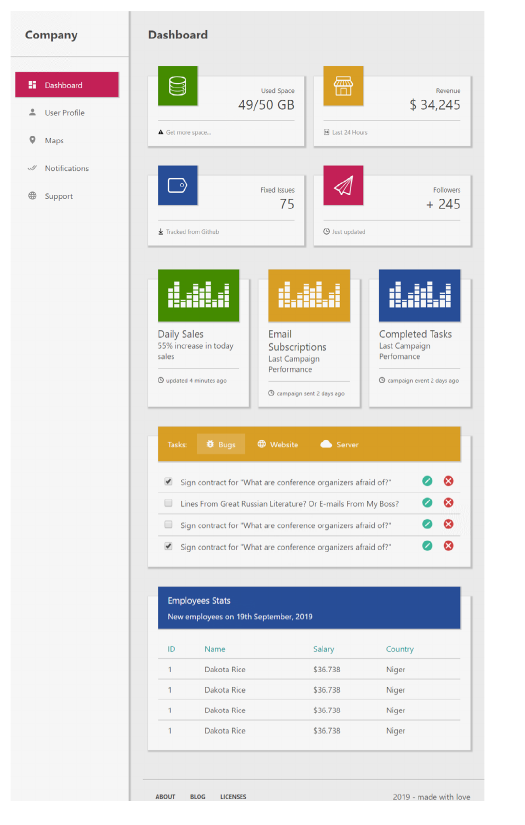 Company
Dashboard
User Profile
Maps
Notifications
Support
Dashboard
Used Space
49/50 GB
Get more space...
Revenue
$ 34,245
Last 24 Hours
Fixed Issues
75
Tracked from Github
Followers
+ 245
Just updated
Daily Sales
55% increase in today
sales
updated 4 minutes ago
Email
Subscriptions
Last Campaign
Performance
campaign sent 2 days ago
Completed Tasks
Last Campaign
Perfomance
campaign event 2 days ago
Tasks: Bugs Website Server
Sign contract for "What are conference organizers afraid of?"
Lines From Great Russian Literature? Or E-mails From My Boss?
Sign contract for "What are conference organizers afraid of?"
Sign contract for "What are conference organizers afraid of?"
Employees Stats
New employees on 19th September, 2019
ID Name Salary Country
1 Dakota Rice $36.738 Niger
1 Dakota Rice $36.738 Niger
1 Dakota Rice $36.738 Niger
1 Dakota Rice $36.738 Niger
ABOUT BLOG LICENSES 2019 - made with love